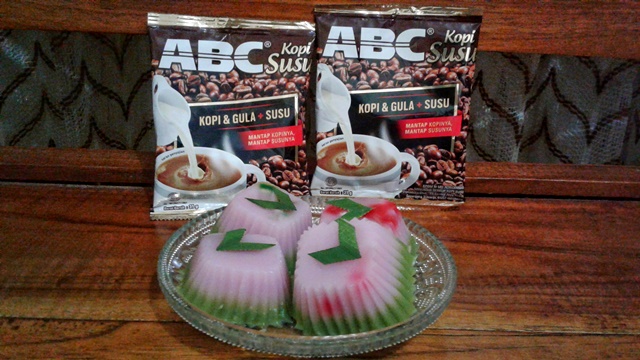 ABC®
Kopi
Susu
KOPI & GULA + SUSU
MANTAP KOPINYA,
MANTAP SUSUNYA
ABC®
Kopi
Susu
KOPI & GULA + SUSU
MANTAP KOPINYA,
MANTAP SUSUNYA